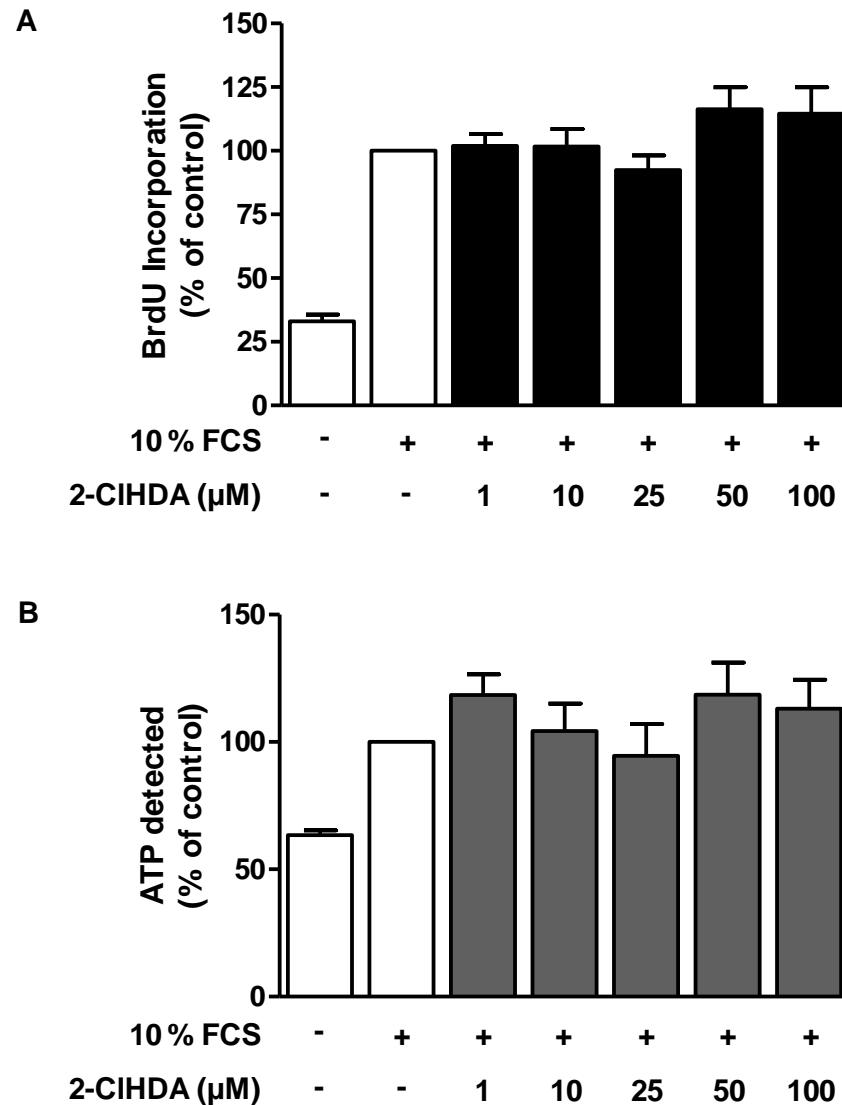 A
150
125
100
75
50
25
0
BrdU Incorporation
(% of control)
10 % FCS - + + + + + +
2-ClHDA (µM) - - 1 10 25 50 100
B
150
100
50
0
ATP detected
(% of control)
10 % FCS - + + + + + +
2-ClHDA (µM) - - 1 10 25 50 100